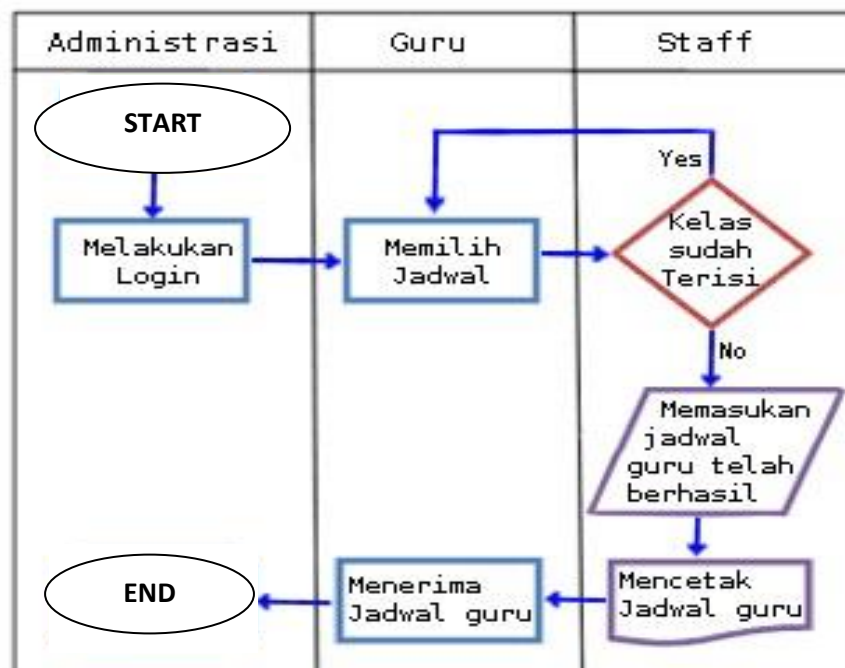 Administrasi
Guru
Staff
START
Melakukan
Login
Memilih
Jadwal
Yes
Kelas
sudah
Terisi
No
Memasukan
jadwal
guru telah
berhasil
Mencetak
Jadwal guru
Menerima
Jadwal guru
END